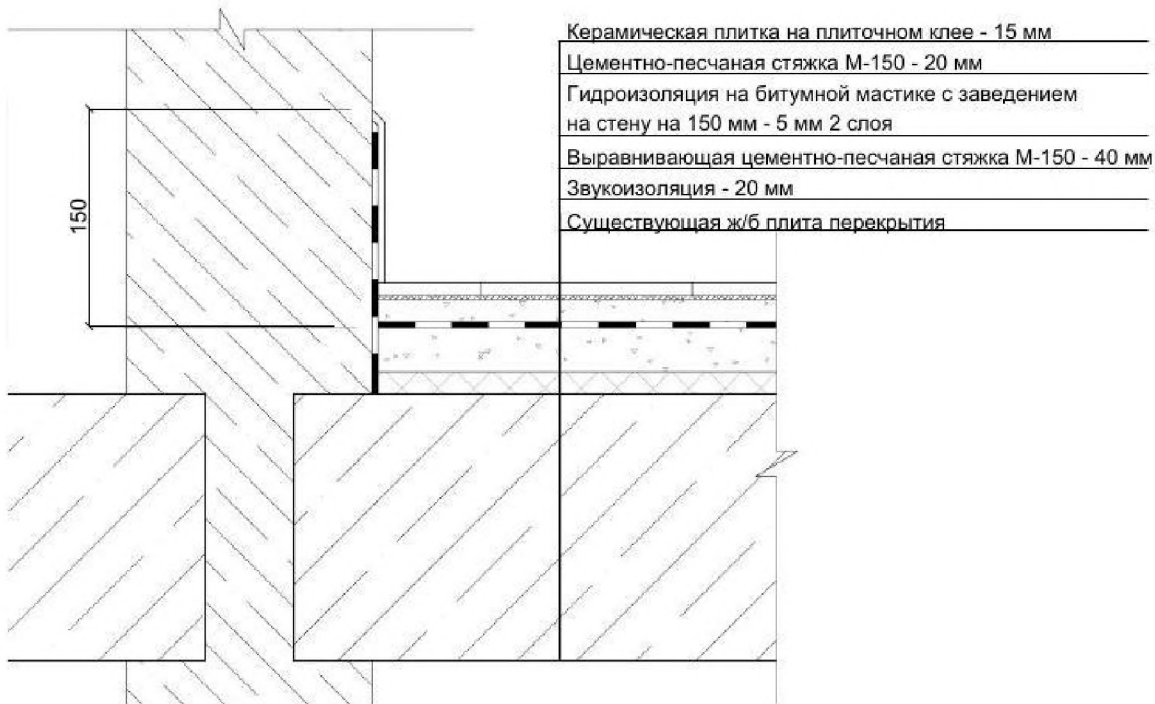 Керамическая плитка на плиточном клее - 15 мм
Цементно-песчаная стяжка М-150 - 20 мм
Гидроизоляция на битумной мастике с заведением
на стену на 150 мм - 5 мм 2 слоя
Выравнивающая цементно-песчаная стяжка М-150 - 40 мм
Звукоизоляция - 20 мм
Существующая ж/б плита перекрытия
150